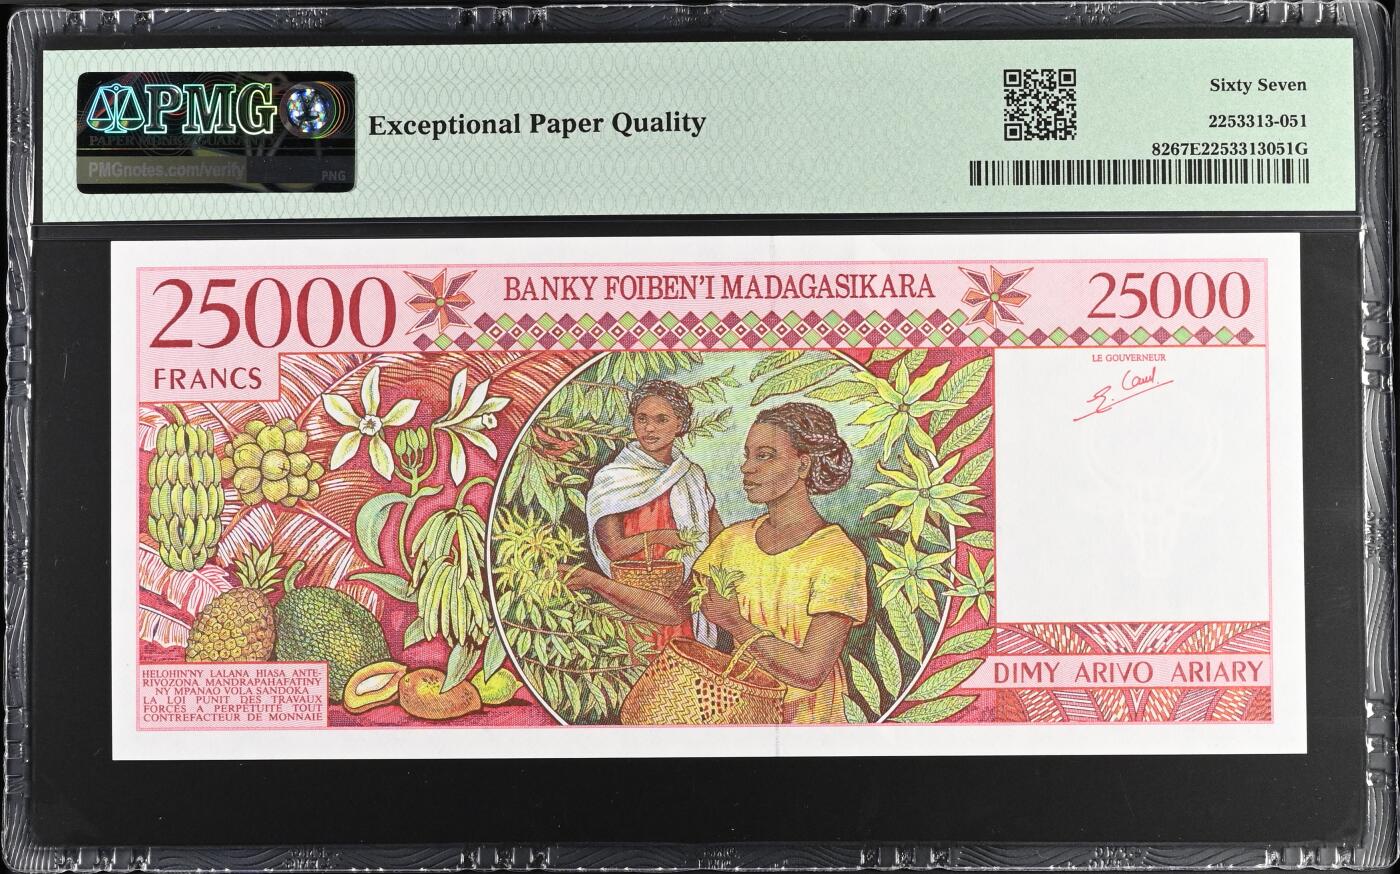 PMG
PAPER MONEY GUARANTY
PMGnotes.com/verify
PNG
Exceptional Paper Quality
Sixty Seven
2253313-051
8267E2253313051G
25000
BANKY FOIBEN'I MADAGASIKARA
25000
FRANCS
LE GOUVERNEUR
HELOHIN'NY LALANA HIASA ANTE-
RIVOZONA MANDRAPAHAFATINY
NY MPANAO VOLA SANDOKA
LA LOI PUNIT DES TRAVAUX
FORCES A PERPETUITE TOUT
CONTREFACTEUR DE MONNAIE
DIMY ARIVO ARIARY